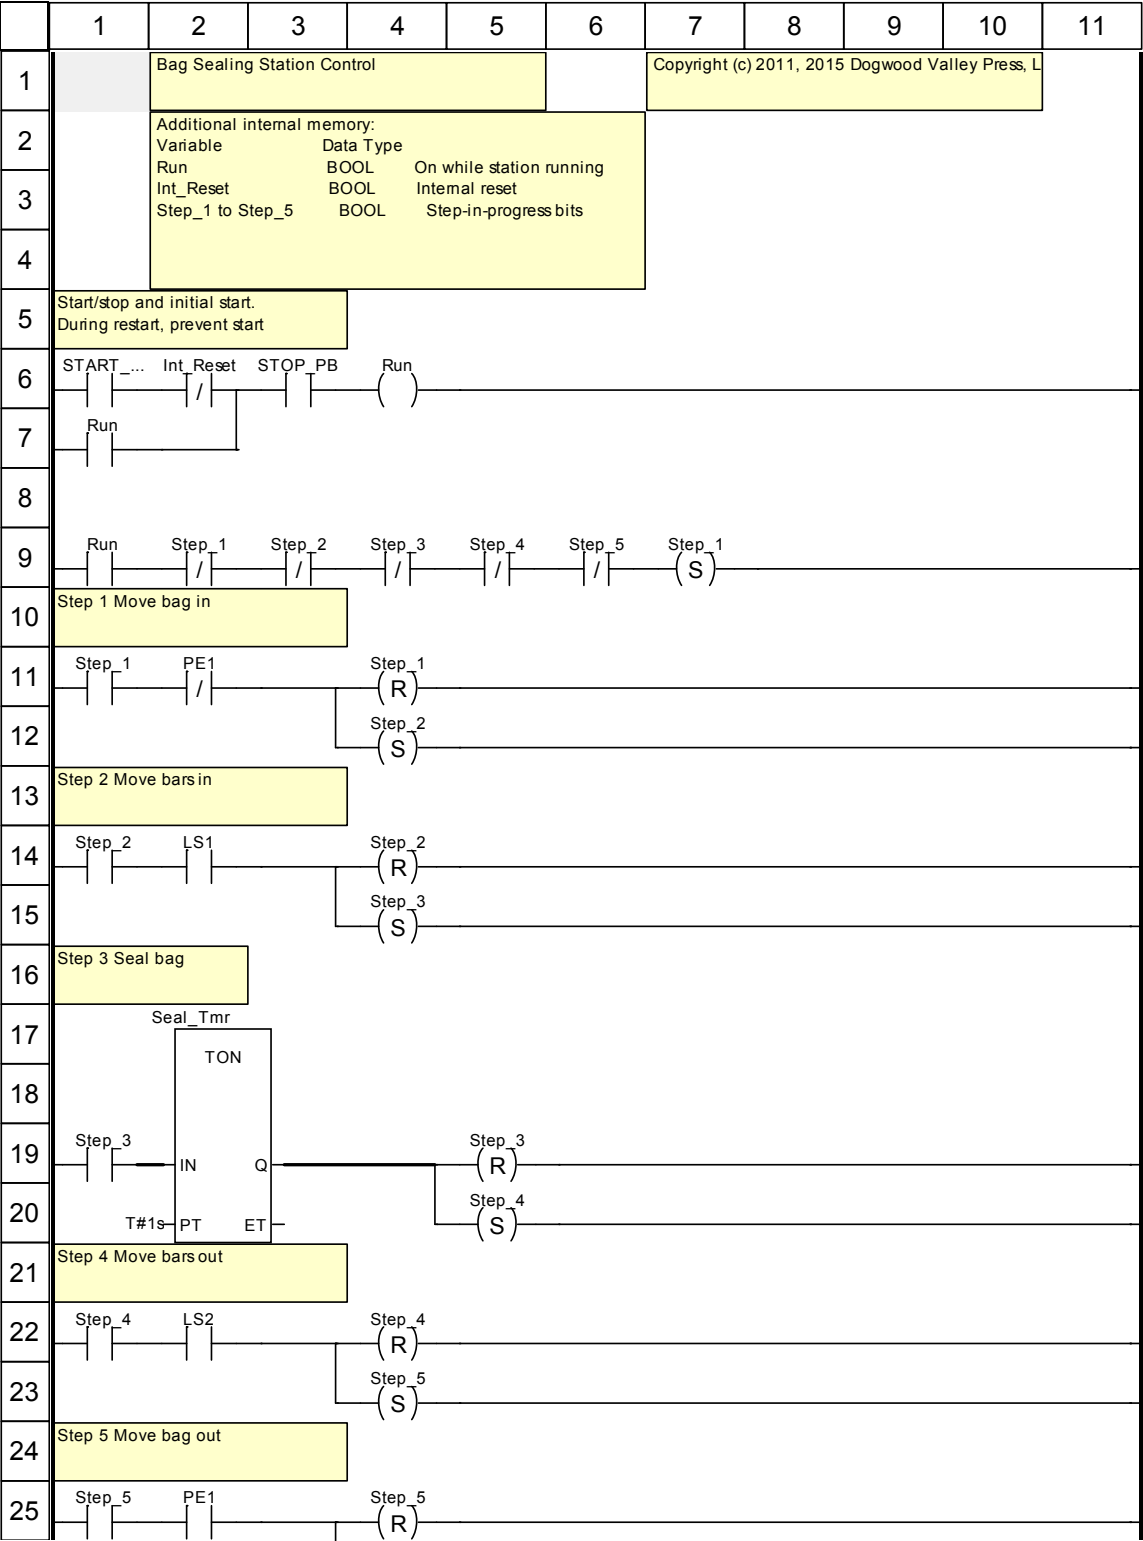 1 2 3 4 5 6 7 8 9 10 11
1
Bag Sealing Station Control
Copyright (c) 2011, 2015 Dogwood Valley Press, L
2
Additional internal memory:
Variable Data Type
Run BOOL On while station running
3
Int_Reset BOOL Internal reset
Step_1 to Step_5 BOOL Step-in-progress bits
4
5
Start/stop and initial start.
During restart, prevent start
START_... Int_Reset STOP_PB Run
6
/
Run
7
8
Run Step_1 Step_2 Step_3 Step_4 Step_5 Step_1
9
/ / / / / S
10
Step 1 Move bag in
Step_1 PE1 Step_1
11
/ R
Step_2
12
S
13
Step 2 Move bars in
Step_2 LS1 Step_2
14
R
Step_3
15
S
16
Step 3 Seal bag
Seal_Tmr
17
TON
18
Step_3 Step_3
19
IN Q R
Step_4
20
T#1s PT ET S
21
Step 4 Move bars out
Step_4 LS2 Step_4
22
R
Step_5
23
S
24
Step 5 Move bag out
Step_5 PE1 Step_5
25
R